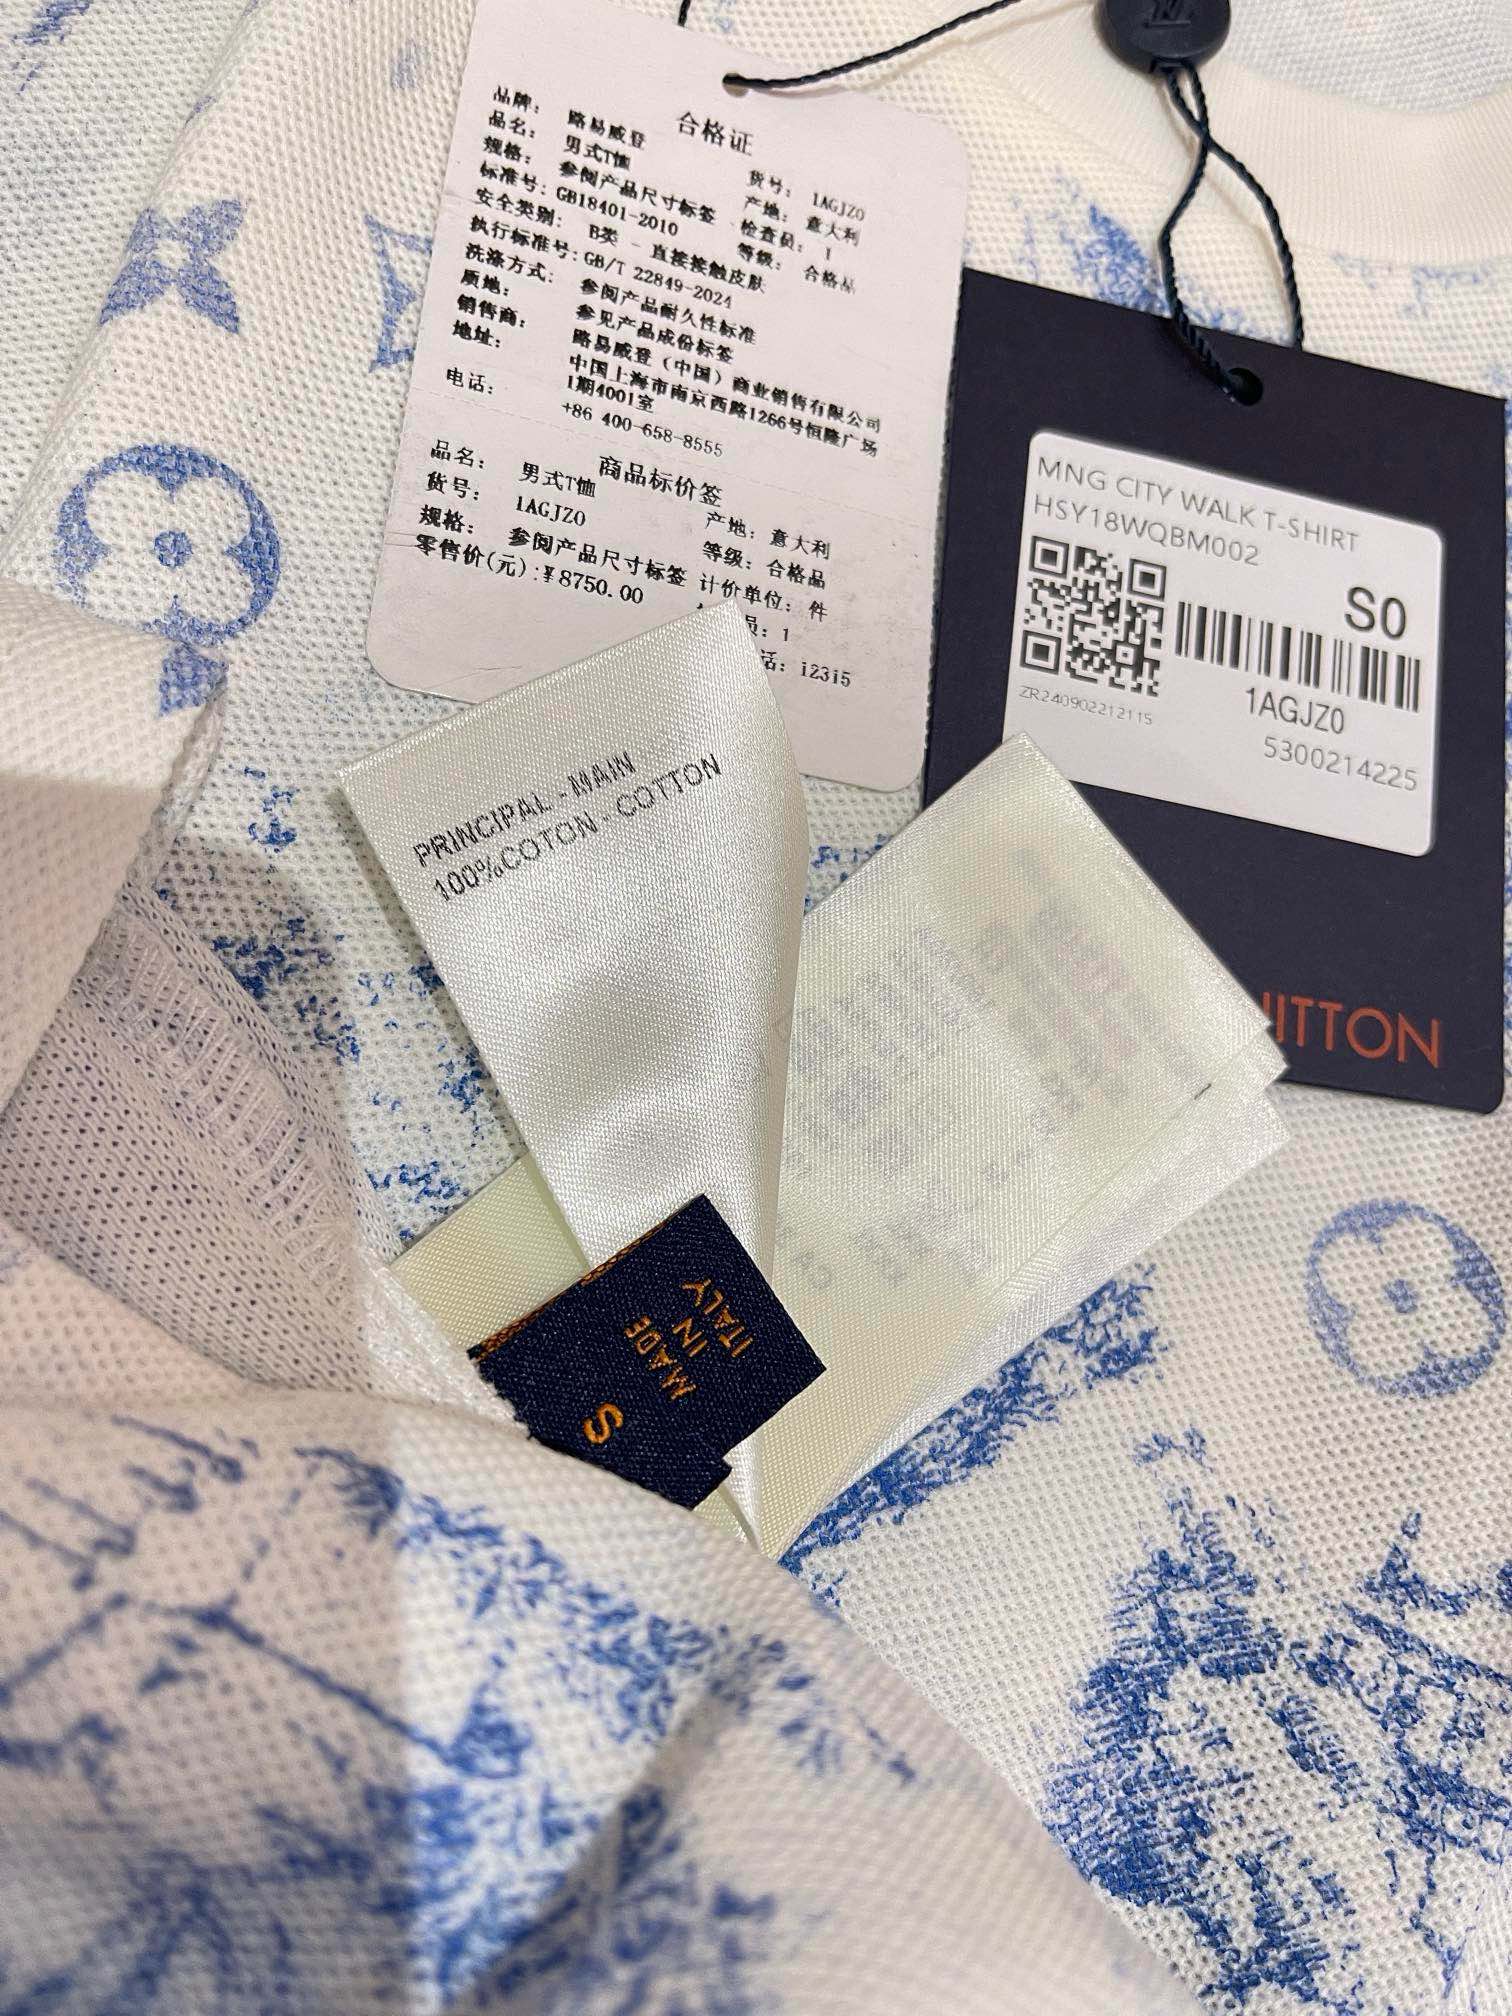 合格证
品牌: 路易威登
货号: 1AGJZ0
品名: 男式T恤
产地: 意大利
规格: 参阅产品尺寸标签
检查员: 1
标准号: GB18401-2010
等级: 合格品
安全类别: B类 - 直接接触皮肤
执行标准号: GB/T 22849-2024
洗涤方式: 参阅产品耐久性标准
质地: 参见产品成份标签
销售商: 路易威登（中国）商业销售有限公司
地址: 中国上海市南京西路1266号恒隆广场
1期4001室
电话: +86 400-658-8555
商品标价签
品名: 男式T恤
产地: 意大利
货号: 1AGJZ0
等级: 合格品
规格: 参阅产品尺寸标签
计价单位: 件
零售价(元):¥8750.00
员: 1
话: 12315
MNG CITY WALK T-SHIRT
HSY18WQBM002
S0
1AGJZ0
ZR240902212115
5300214225
UITTON
PRINCIPAL - MAIN
100%COTON - COTTON
MADE
IN
ITALY
S
LV